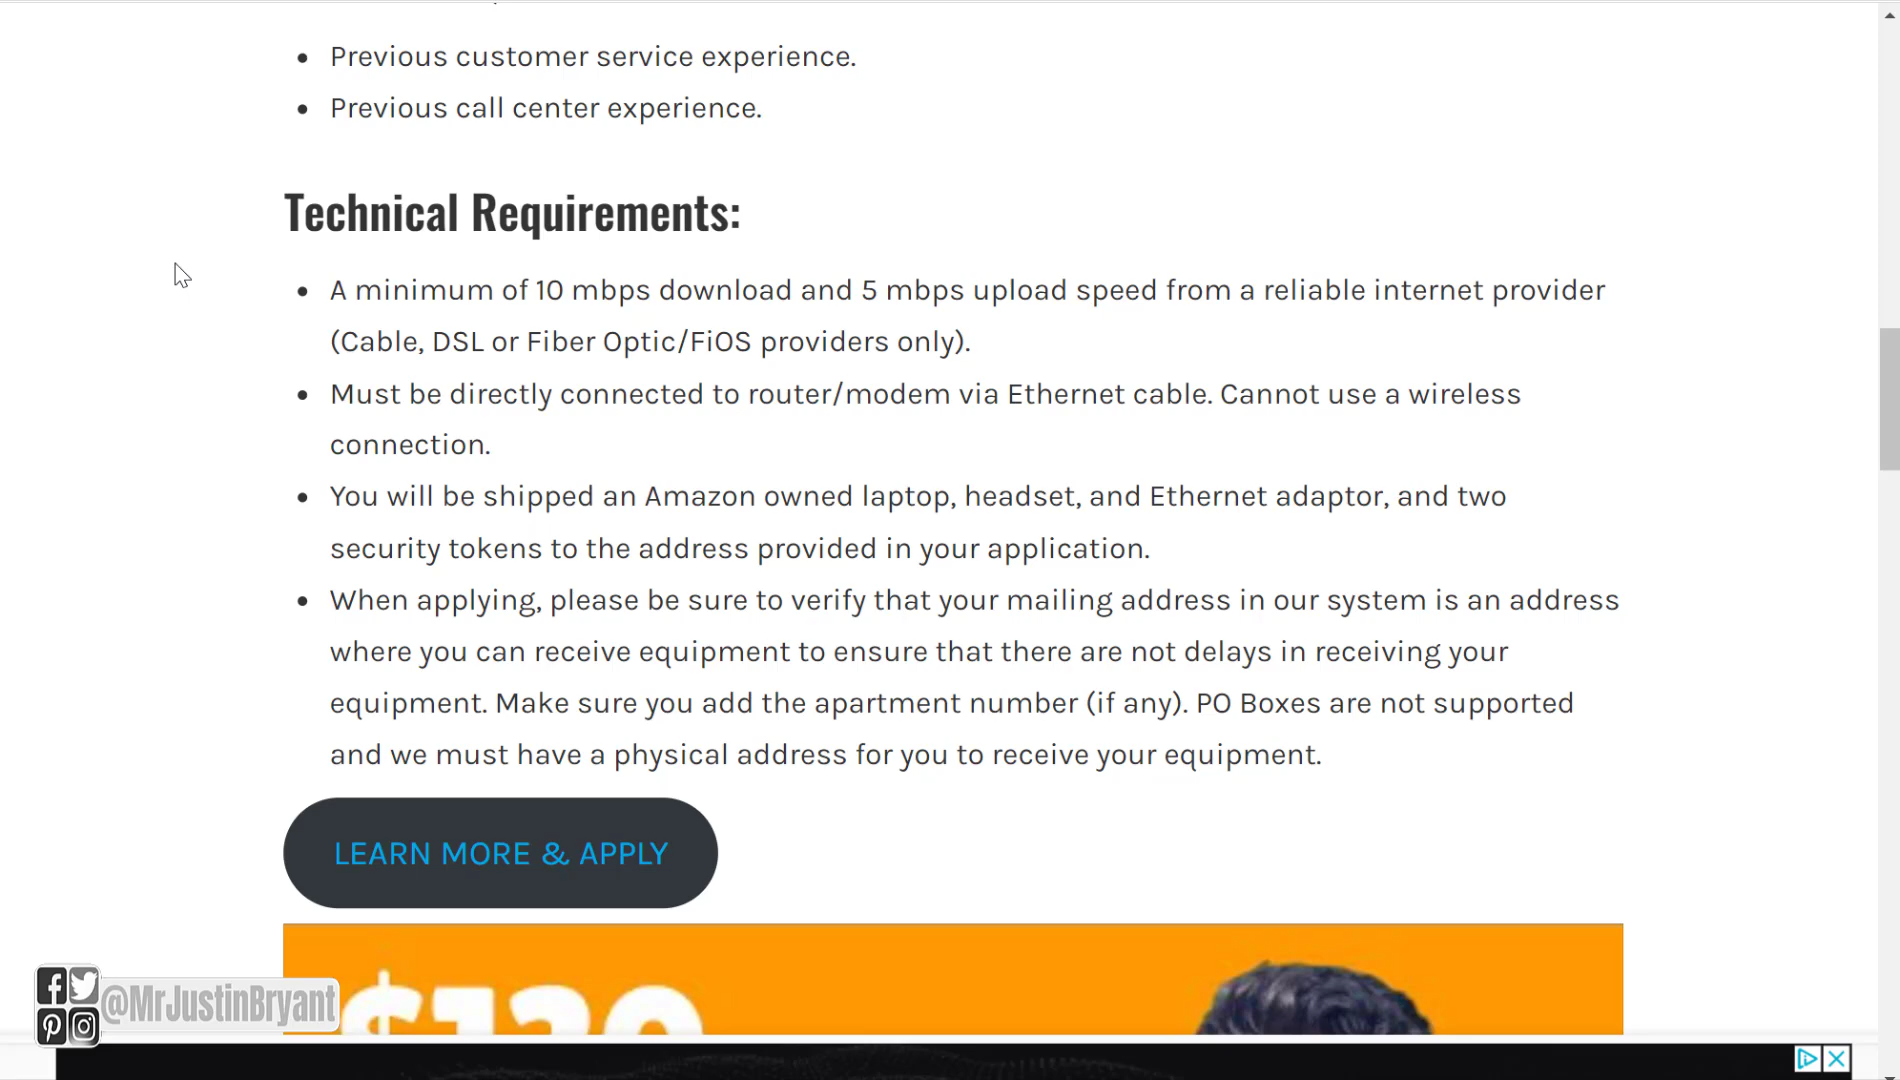 Previous customer service experience.
Previous call center experience.
Technical Requirements:
A minimum of 10 mbps download and 5 mbps upload speed from a reliable internet provider
(Cable, DSL or Fiber Optic/FiOS providers only).
Must be directly connected to router/modem via Ethernet cable. Cannot use a wireless
connection.
You will be shipped an Amazon owned laptop, headset, and Ethernet adaptor, and two
security tokens to the address provided in your application.
When applying, please be sure to verify that your mailing address in our system is an address
where you can receive equipment to ensure that there are not delays in receiving your
equipment. Make sure you add the apartment number (if any). PO Boxes are not supported
and we must have a physical address for you to receive your equipment.
LEARN MORE & APPLY
@MrJustinBryant